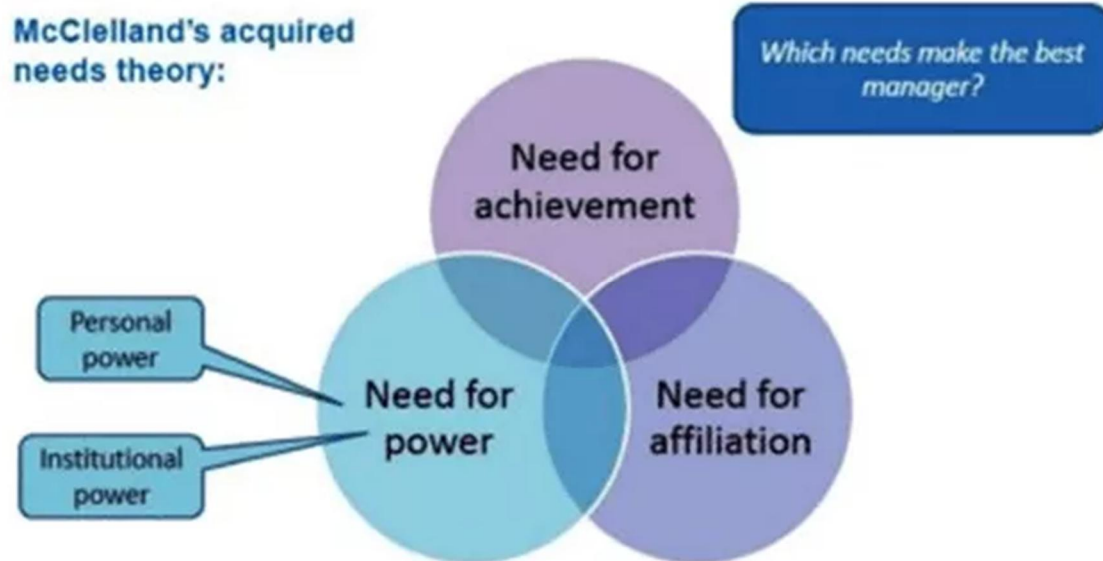 McClelland's acquired
needs theory:
Which needs make the best
manager?
Need for
achievement
Personal
power
Need for
power
Need for
affiliation
Institutional
power